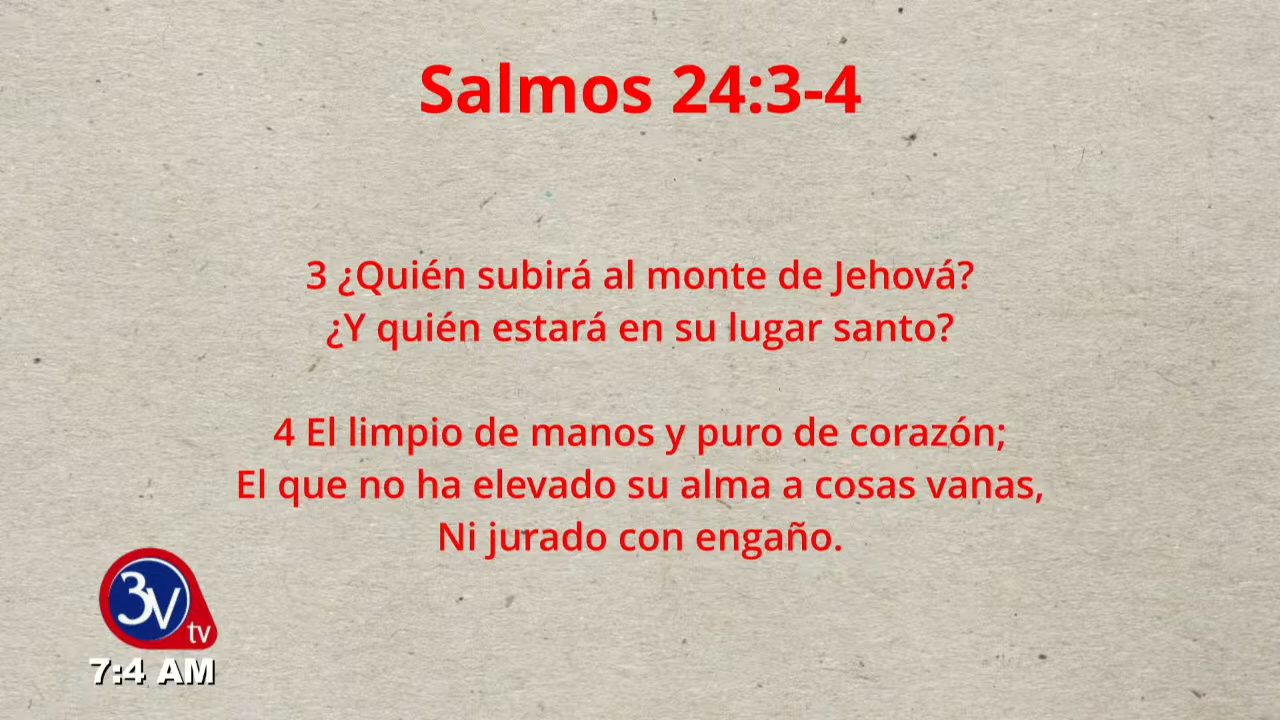 Salmos 24:3-4
3 ¿Quién subirá al monte de Jehová?
¿Y quién estará en su lugar santo?
4 El limpio de manos y puro de corazón;
El que no ha elevado su alma a cosas vanas,
Ni jurado con engaño.
3V
tv
7:4 AM